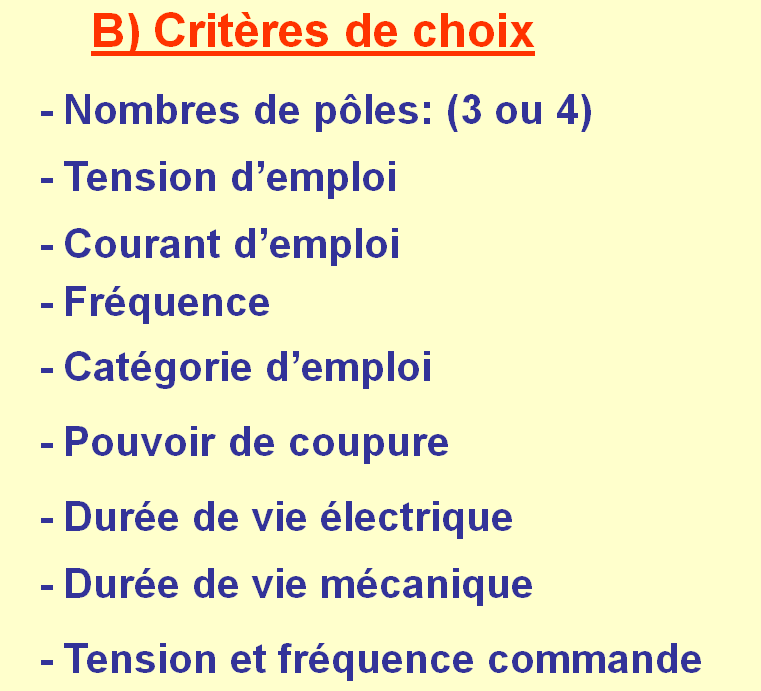 B) Critères de choix
- Nombres de pôles: (3 ou 4)
- Tension d’emploi
- Courant d’emploi
- Fréquence
- Catégorie d’emploi
- Pouvoir de coupure
- Durée de vie électrique
- Durée de vie mécanique
- Tension et fréquence commande